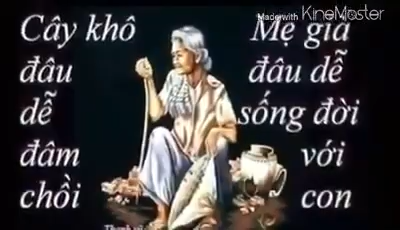 Made with KineMaster
Cây khô
đâu
dễ
đâm
chồi
Mẹ già
đâu dễ
sống đời
với
con